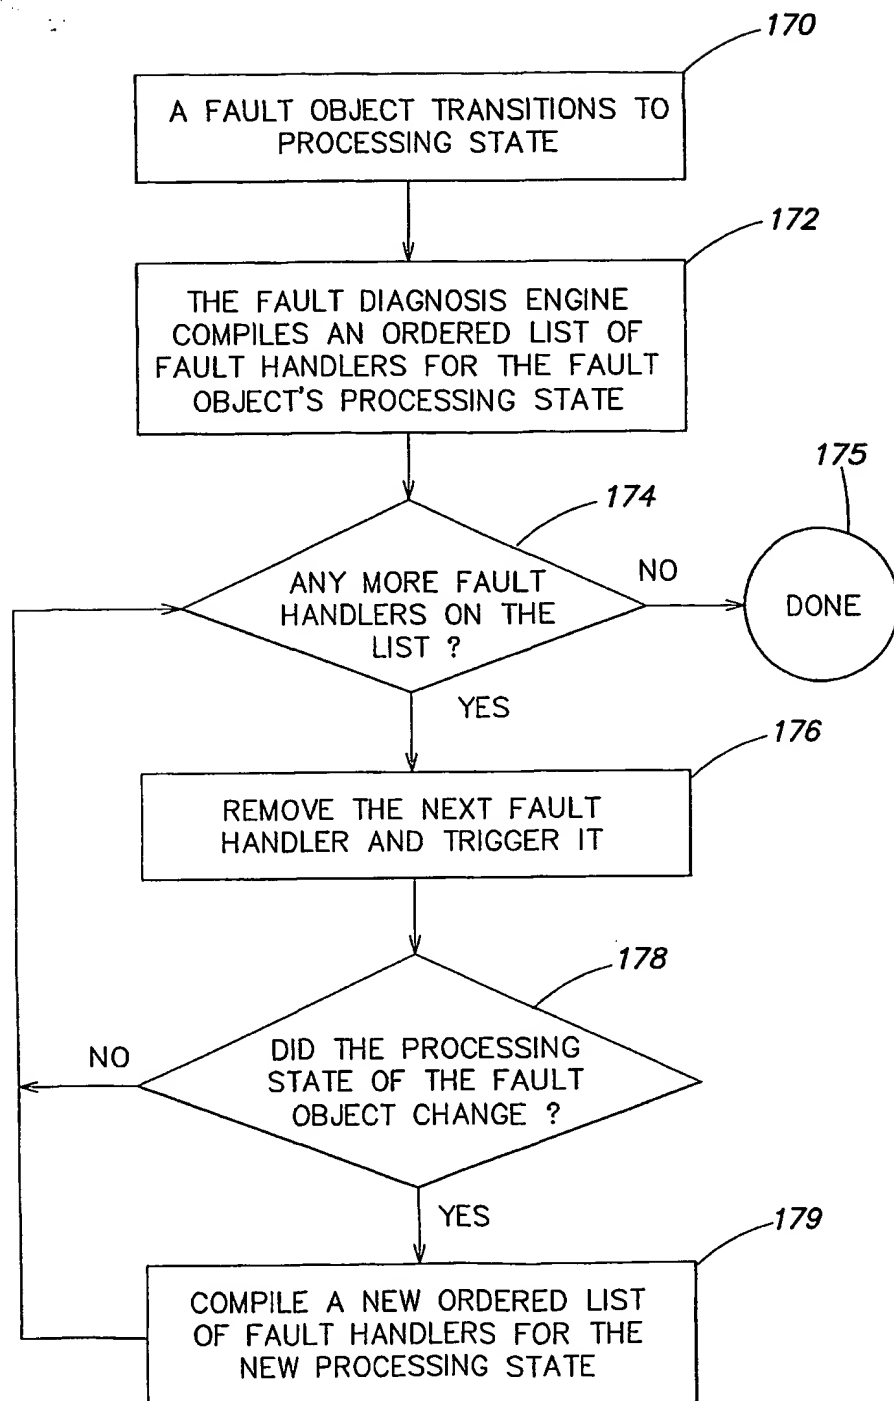 170
A FAULT OBJECT TRANSITIONS TO
PROCESSING STATE
172
THE FAULT DIAGNOSIS ENGINE
COMPILES AN ORDERED LIST OF
FAULT HANDLERS FOR THE FAULT
OBJECT'S PROCESSING STATE
175
174
ANY MORE FAULT
HANDLERS ON THE
LIST ?
NO
DONE
YES
176
REMOVE THE NEXT FAULT
HANDLER AND TRIGGER IT
178
DID THE PROCESSING
STATE OF THE FAULT
OBJECT CHANGE ?
NO
YES
179
COMPILE A NEW ORDERED LIST
OF FAULT HANDLERS FOR THE
NEW PROCESSING STATE